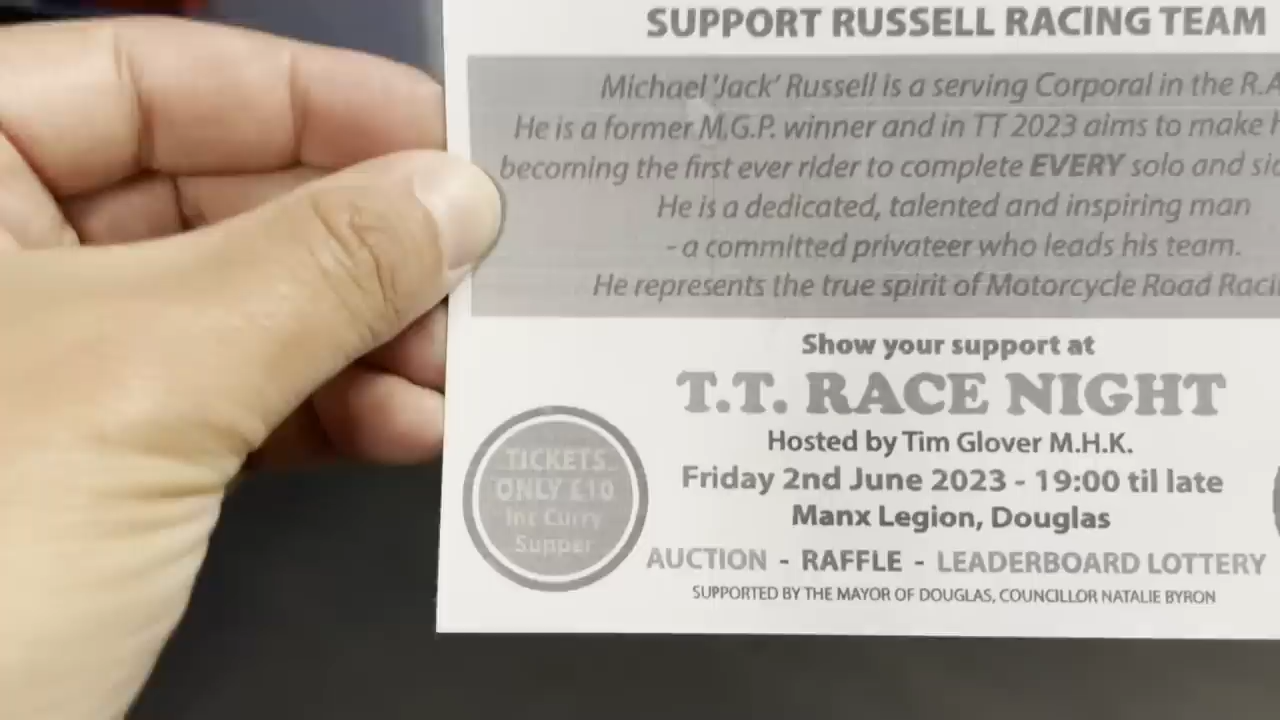 SUPPORT RUSSELL RACING TEAM
Michael 'Jack' Russell is a serving Corporal in the R.A
He is a former M.G.P. winner and in TT 2023 aims to make
becoming the first ever rider to complete EVERY solo and
He is a dedicated, talented and inspiring man
- a committed privateer who leads his team.
He represents the true spirit of Motorcycle Road
Show your support at
T.T. RACE NIGHT
Hosted by Tim Glover M.H.K.
Friday 2nd June 2023 - 19:00 til late
Manx Legion, Douglas
AUCTION - RAFFLE - LEADERBOARD LOTTERY
SUPPORTED BY THE MAYOR OF DOUGLAS, COUNCILLOR NATALIE BYRON
TICKETS
ONLY £10
Inc Curry
Supper